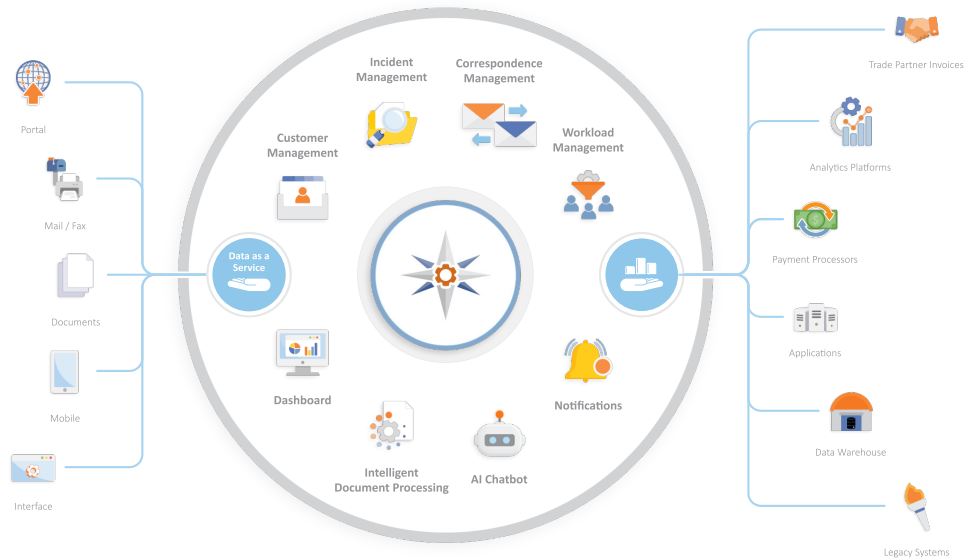 Portal
Mail / Fax
Documents
Mobile
Interface
Data as a
Service
Incident
Management
Correspondence
Management
Customer
Management
Workload
Management
Dashboard
Notifications
Intelligent
Document Processing
AI Chatbot
Trade Partner Invoices
Analytics Platforms
Payment Processors
Applications
Data Warehouse
Legacy Systems